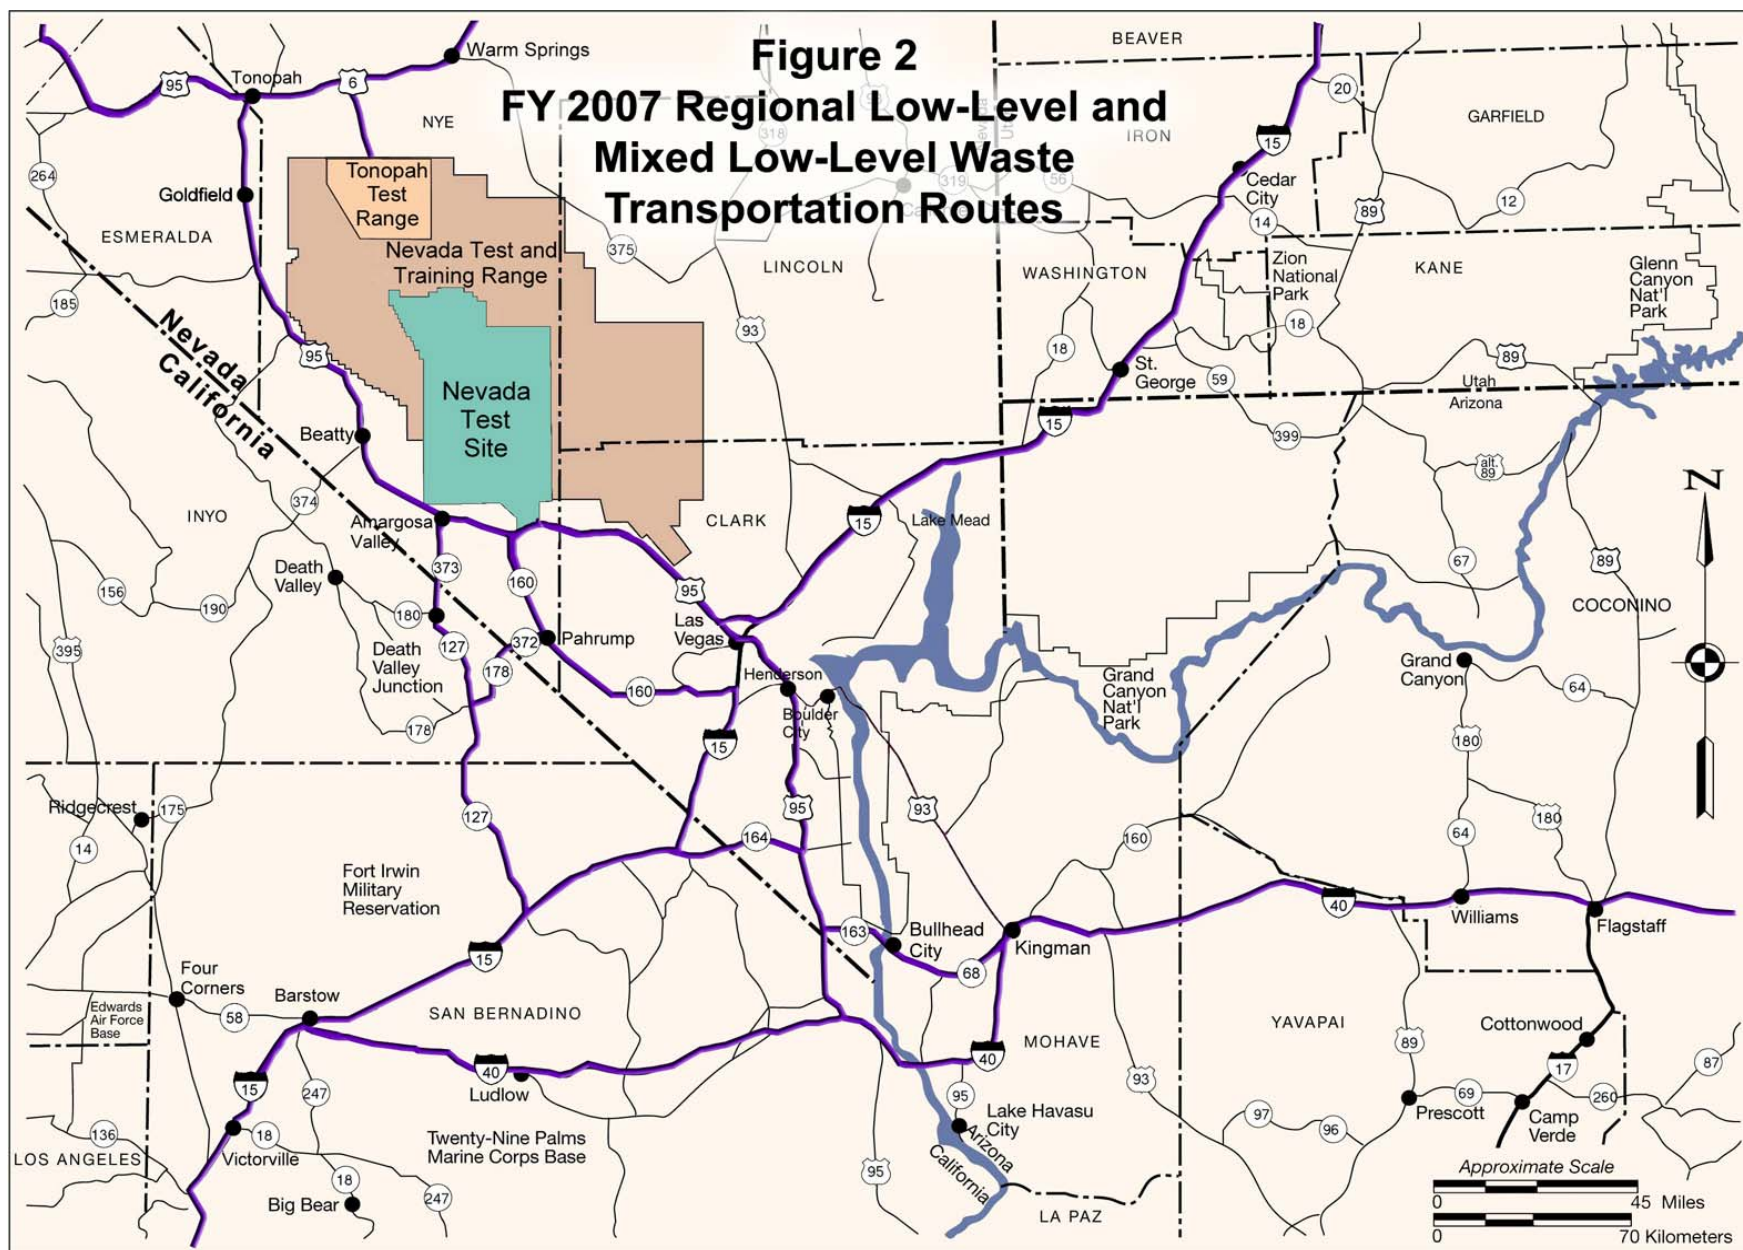 Figure 2
FY 2007 Regional Low-Level and
Mixed Low-Level Waste
Transportation Routes
Warm Springs
BEAVER
95
Tonopah
6
20
NYE
93
318
Nevada
IRON
15
GARFIELD
264
Tonopah
Test
Range
Goldfield
319
56
Cedar
City
12
89
14
ESMERALDA
Nevada Test and
Training Range
375
LINCOLN
WASHINGTON
Zion
National
Park
KANE
Glenn
Canyon
Nat'l
Park
185
Nevada
California
95
93
18
18
89
St.
George
59
Utah
Arizona
Nevada
Test
Site
Beatty
15
399
alt.
89
374
INYO
Amargosa
Valley
CLARK
15
Lake Mead
N
373
Death
Valley
160
95
67
89
156
190
180
COCONINO
Las
Vegas
395
127
372
Pahrump
Death
Valley
Junction
178
160
Henderson
Grand
Canyon
Grand
Canyon
Nat'l
Park
64
178
15
Boulder
City
180
Ridgecrest
175
127
95
93
164
160
64
180
14
Fort Irwin
Military
Reservation
40
Williams
Flagstaff
163
Bullhead
City
Kingman
15
68
Four
Corners
Barstow
Edwards
Air Force
Base
58
SAN BERNADINO
MOHAVE
YAVAPAI
Cottonwood
89
40
40
17
87
15
247
Ludlow
93
95
69
260
Prescott
Camp
Verde
Lake Havasu
City
97
96
136
18
Victorville
Twenty-Nine Palms
Marine Corps Base
Arizona
California
LOS ANGELES
95
18
247
Big Bear
LA PAZ
Approximate Scale
0 45 Miles
0 70 Kilometers